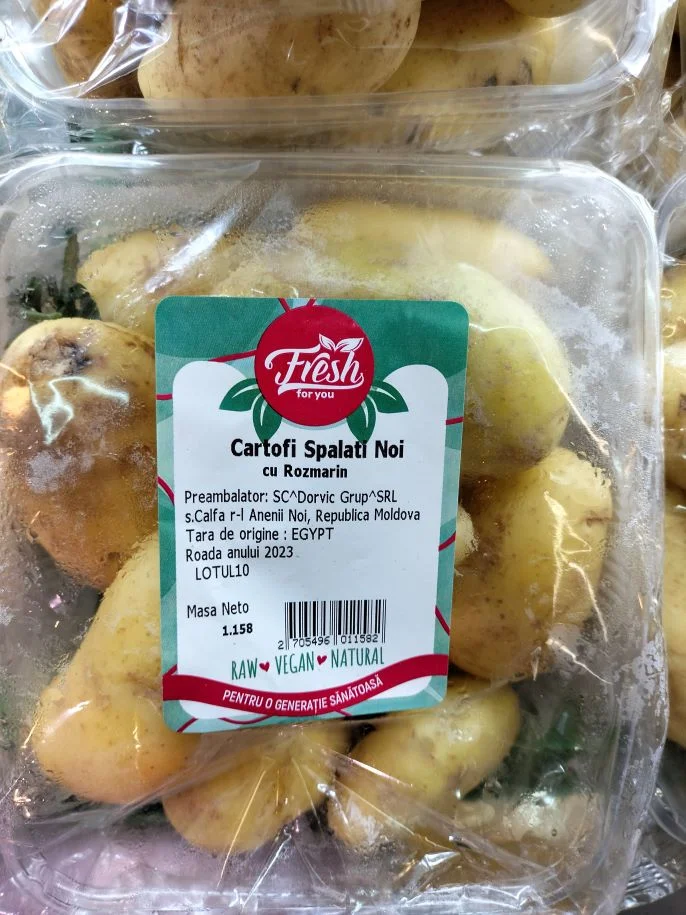 Fresh
for you
Cartofi Spalati Noi
cu Rozmarin
Preambalator: SC^Dorvic Grup^SRL
s.Calfa r-l Anenii Noi, Republica Moldova
Tara de origine : EGYPT
Roada anului 2023
LOTUL10
Masa Neto
1.158
2 705496 011582
RAW VEGAN NATURAL
PENTRU O GENERAȚIE SĂNĂTOASĂ